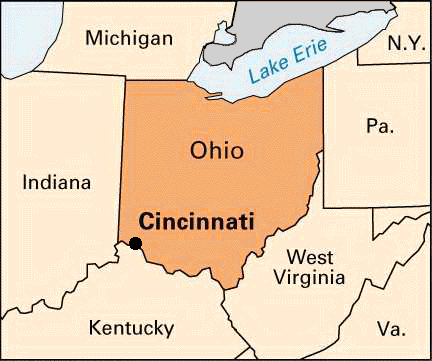 Michigan
Lake Erie
N.Y.
Ohio
Pa.
Indiana
Cincinnati
West
Virginia
Kentucky
Va.